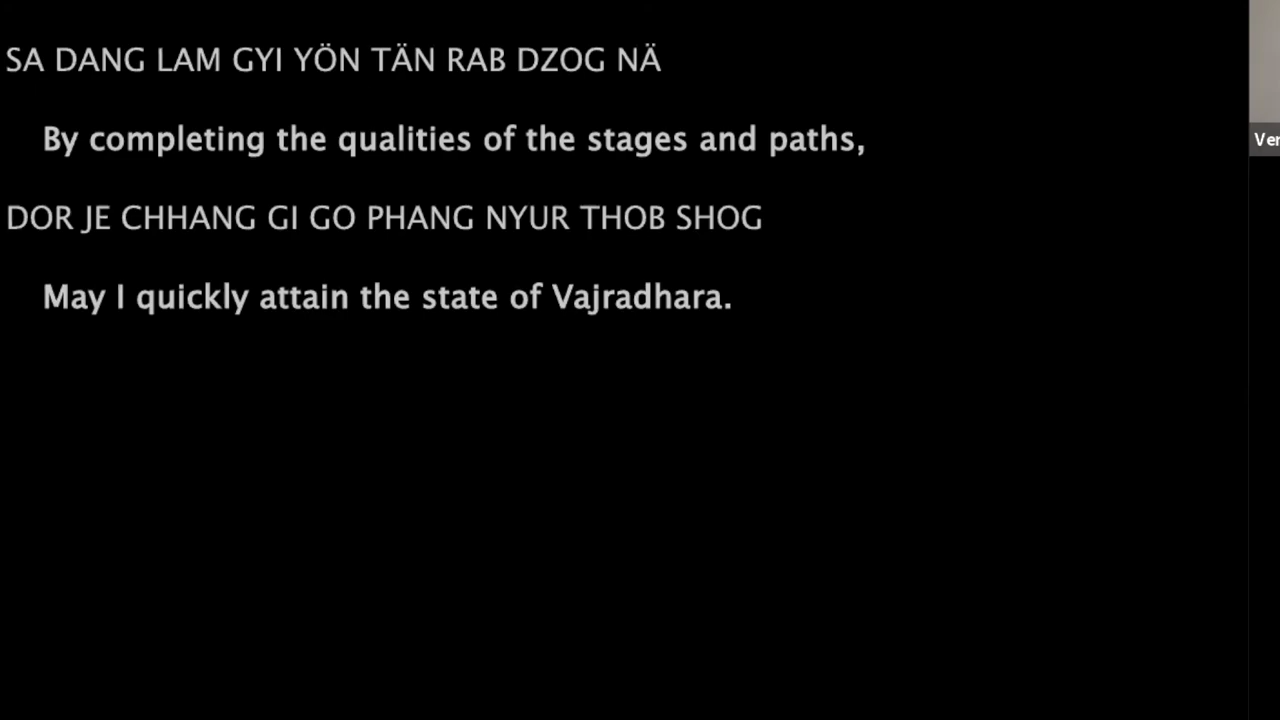 SA DANG LAM GYI YÖN TÄN RAB DZOG NÄ
By completing the qualities of the stages and paths,
DOR JE CHHANG GI GO PHANG NYUR THOB SHOG
May I quickly attain the state of Vajradhara.